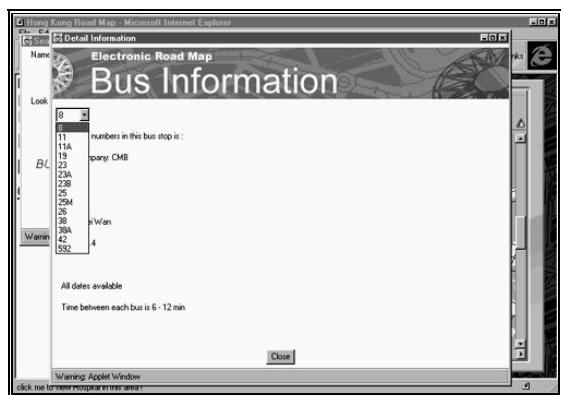 Hong Kong Road Map - Microsoft Internet Explorer
Detail Information
Name
Electronic Road Map
Bus Information
Look
8
8
11
11A
19
23
23A
23B
25
25M
26
38
38A
42
592
numbers in this bus stop is :
mpany: CMB
ei Wan
.4
All dates available
Time between each bus is 6 - 12 min
Close
Warning: Applet Window
Warnin
click me to view Hospital in this area !